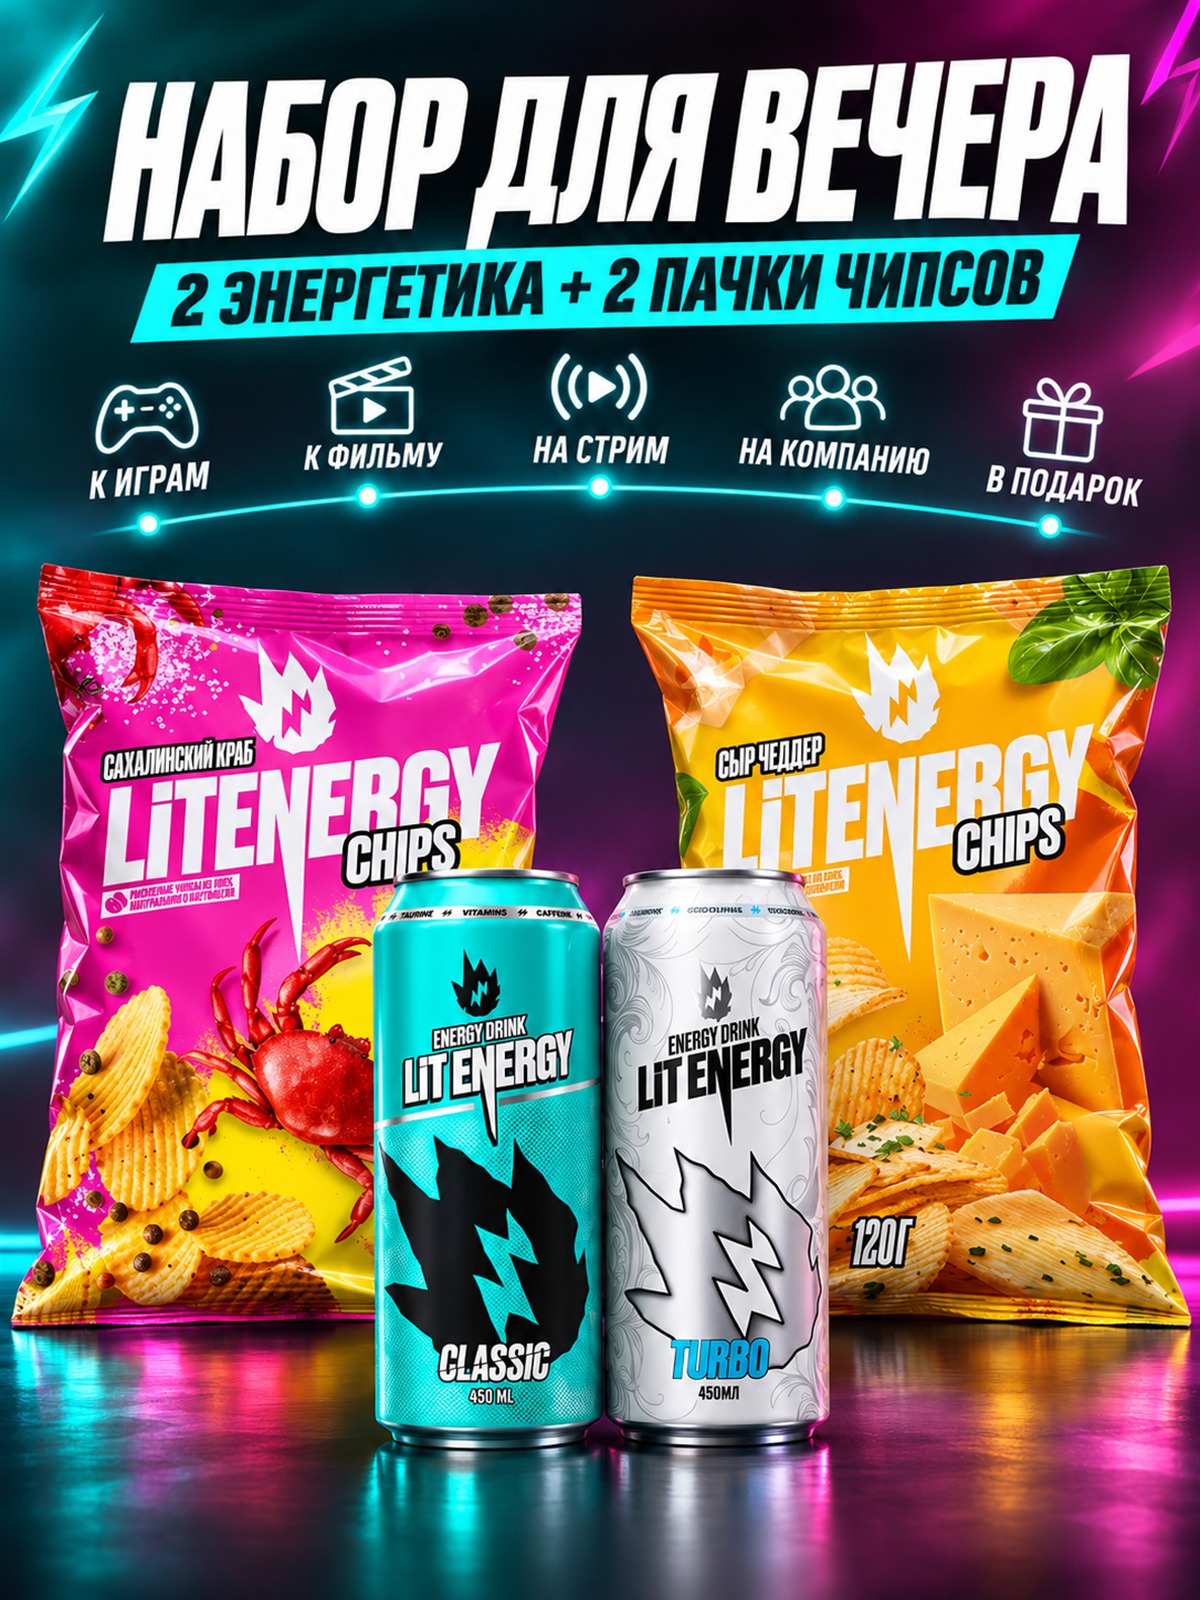 НАБОР ДЛЯ ВЕЧЕРА
2 ЭНЕРГЕТИКА + 2 ПАЧКИ ЧИПСОВ
К ИГРАМ
К ФИЛЬМУ
НА СТРИМ
НА КОМПАНИЮ
В ПОДАРОК
САХАЛИНСКИЙ КРАБ
LiTENERGY
CHIPS
СЫР ЧЕДДЕР
LiTENERGY
CHIPS
120Г
TAURINE VITAMINS CAFFEINE
ENERGY DRINK
LiT ENERGY
CLASSIC
450 ML
ENERGY DRINK
LiT ENERGY
TURBO
450МЛ